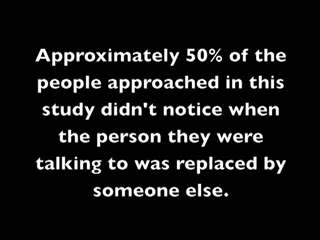 Approximately 50% of the
people approached in this
study didn't notice when
the person they were
talking to was replaced by
someone else.